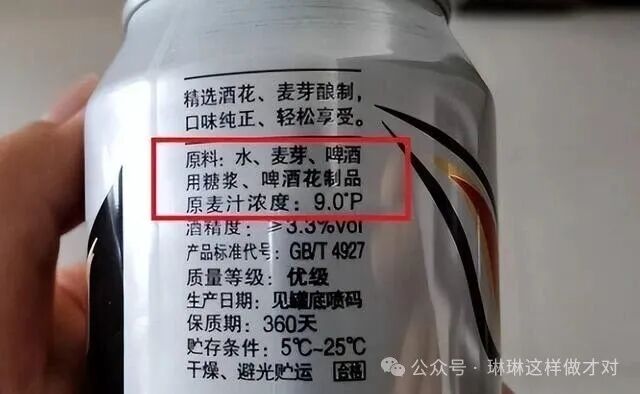 精选酒花、麦芽酿制，
口味纯正、轻松享受。
原料：水、麦芽、啤酒
用糖浆、啤酒花制品
原麦汁浓度：9.0°P
酒精度：≥3.3%vol
产品标准代号：GB/T 4927
质量等级：优级
生产日期：见罐底喷码
保质期：360天
贮存条件：5℃~25℃
干燥、避光贮运 合格
公众号·琳琳这样做才对